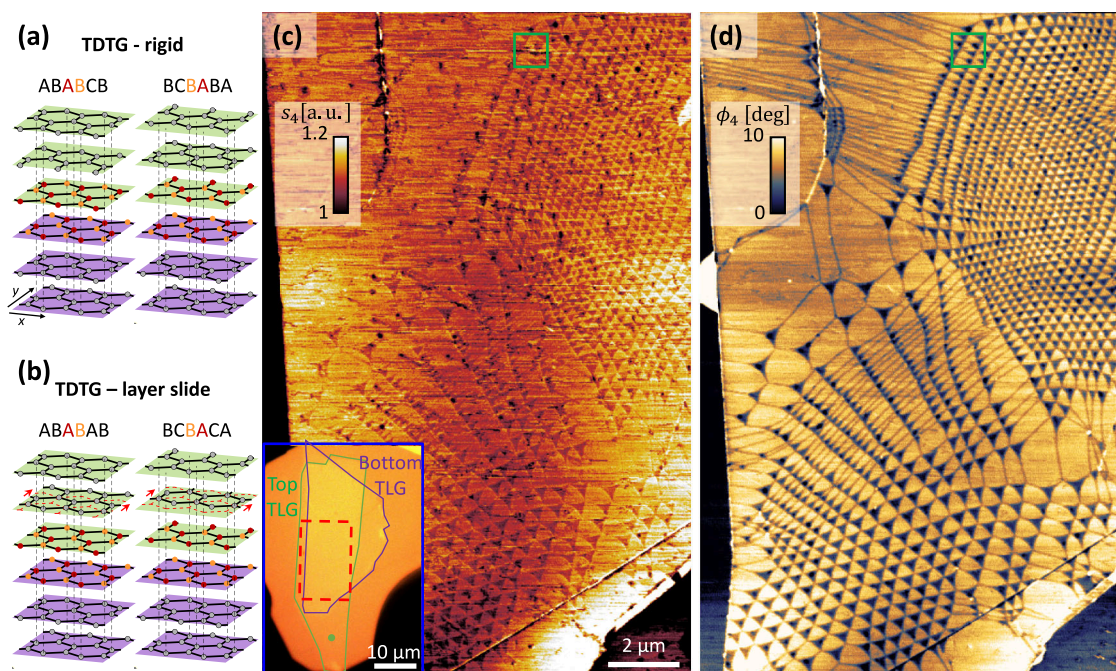 (a)
TDTG - rigid
ABABCB
BCBABA
y
x
(b)
TDTG – layer slide
ABABAB
BCBACA
(c)
s4 [a. u.]
1.2
1
Top
TLG
Bottom
TLG
10 μm
2 μm
(d)
ϕ4 [deg]
10
0